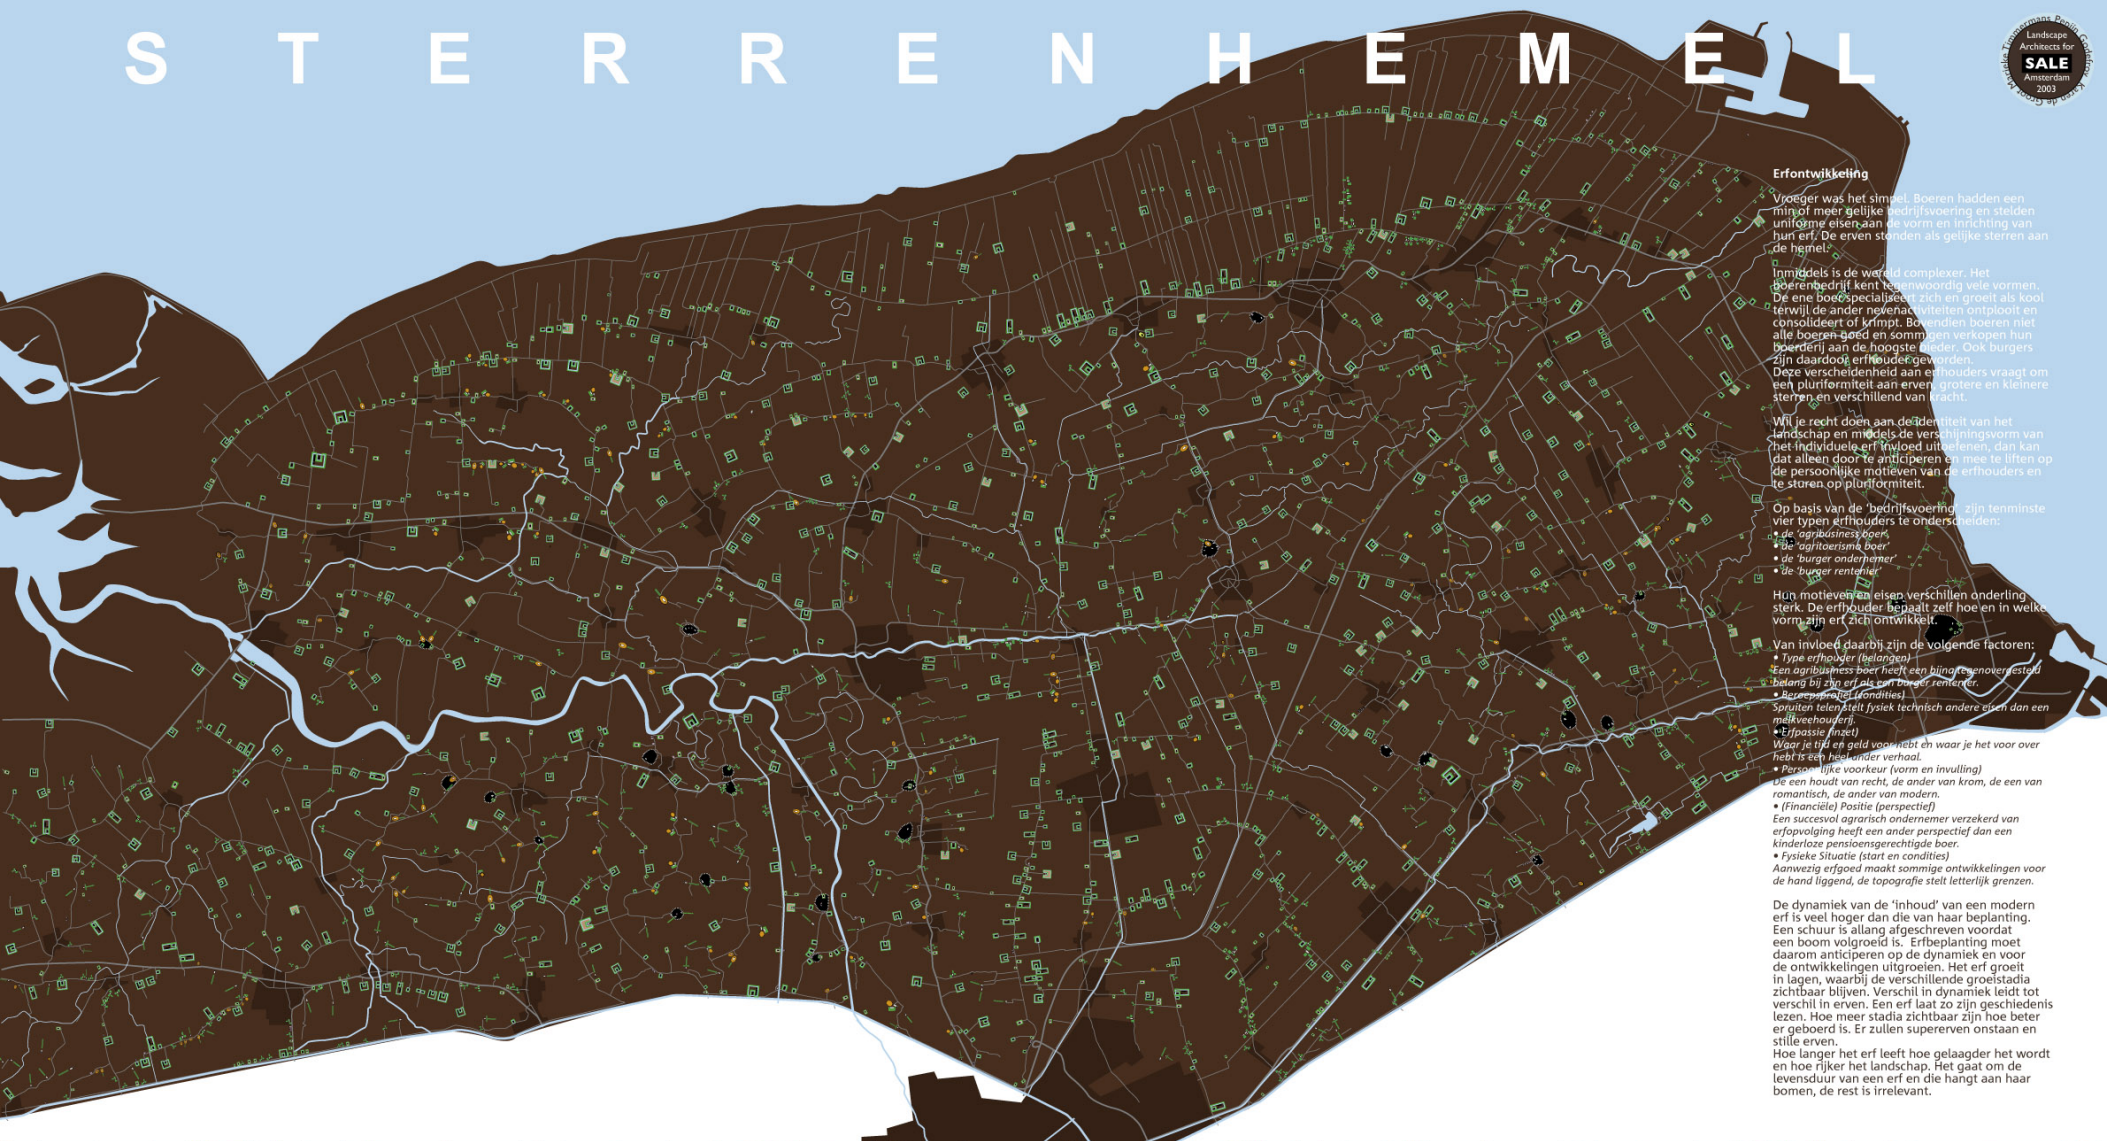 STERRENHEMEL
Marieke Timmermans Pepijn Godefroy Karen de Groot
Landscape
Architects for
SALE
Amsterdam
2003
Erfontwikkeling
Vroeger was het simpel. Boeren hadden een
min of meer gelijke bedrijfsvoering en stelden
uniforme eisen aan de vorm en inrichting van
hun erf. De erven stonden als gelijke sterren aan
de hemel.
Inmiddels is de wereld complexer. Het
boerenbedrijf kent tegenwoordig vele vormen.
De ene boer specialiseert zich en groeit als kool
terwijl de ander nevenactiviteiten ontplooit en
consolideert of krimpt. Bovendien boeren niet
alle boeren goed en sommigen verkopen hun
boerderij aan de hoogste bieder. Ook burgers
zijn daardoor erfhouder geworden.
Deze verscheidenheid aan erfhouders vraagt om
een pluriformiteit aan erven, grotere en kleinere
sterren en verschillend van kracht.
Wil je recht doen aan de identiteit van het
landschap en middels de verschijningsvorm van
het individuele erf invloed uitoefenen, dan kan
dat alleen door te anticiperen en mee te liften op
de persoonlijke motieven van de erfhouders en
te sturen op pluriformiteit.
Op basis van de 'bedrijfsvoering' zijn tenminste
vier typen erfhouders te onderscheiden:
• de 'agribusiness boer'
• de 'agritoerisme boer'
• de 'burger ondernemer'
• de 'burger rentenier'
Hun motieven en eisen verschillen onderling
sterk. De erfhouder bepaalt zelf hoe en in welke
vorm zijn erf zich ontwikkelt.
Van invloed daarbij zijn de volgende factoren:
• Type erfhouder (belangen)
Een agribusiness boer heeft een bijna tegenovergesteld
belang bij zijn erf als een burger rentenier.
• Beroepsprofiel (condities)
Spruiten telen stelt fysiek technisch andere eisen dan een
melkveehouderij.
• Erfpassie (inzet)
Waar je tijd en geld voor hebt en waar je het voor over
hebt is een heel ander verhaal.
• Persoonlijke voorkeur (vorm en invulling)
De een houdt van recht, de ander van krom, de een van
romantisch, de ander van modern.
• (Financiële) Positie (perspectief)
Een succesvol agrarisch ondernemer verzekerd van
erfopvolging heeft een ander perspectief dan een
kinderloze pensioensgerechtigde boer.
• Fysieke Situatie (start en condities)
Aanwezig erfgoed maakt sommige ontwikkelingen voor
de hand liggend, de topografie stelt letterlijk grenzen.
De dynamiek van de 'inhoud' van een modern
erf is veel hoger dan die van haar beplanting.
Een schuur is allang afgeschreven voordat
een boom volgroeid is. Erfbeplanting moet
daarom anticiperen op de dynamiek en voor
de ontwikkelingen uitgroeien. Het erf groeit
in lagen, waarbij de verschillende groeistadia
zichtbaar blijven. Verschil in dynamiek leidt tot
verschil in erven. Een erf laat zo zijn geschiedenis
lezen. Hoe meer stadia zichtbaar zijn hoe beter
er geboerd is. Er zullen supererven onstaan en
stille erven.
Hoe langer het erf leeft hoe gelaagder het wordt
en hoe rijker het landschap. Het gaat om de
levensduur van een erf en die hangt aan haar
bomen, de rest is irrelevant.